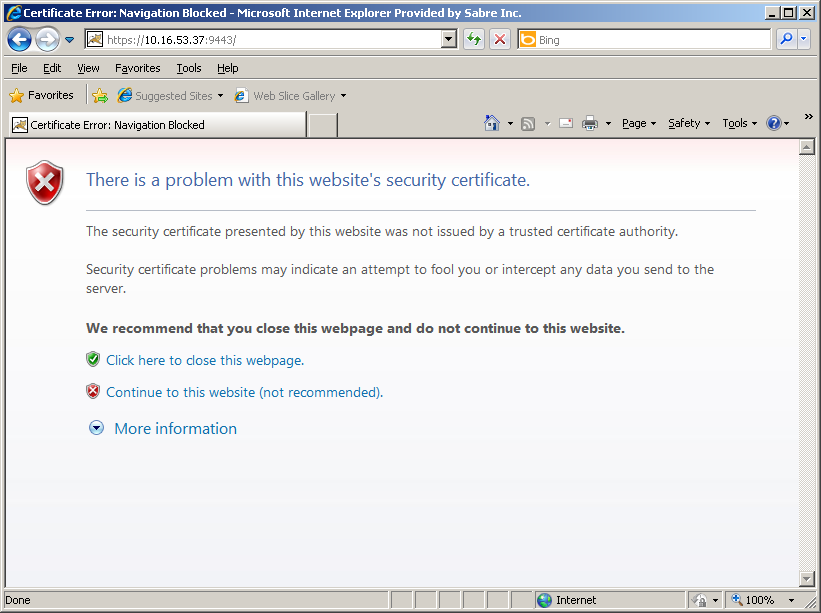 Certificate Error: Navigation Blocked - Microsoft Internet Explorer Provided by Sabre Inc.
https://10.16.53.37:9443/
Bing
File Edit View Favorites Tools Help
Favorites Suggested Sites Web Slice Gallery
Certificate Error: Navigation Blocked
Page Safety Tools
There is a problem with this website's security certificate.
The security certificate presented by this website was not issued by a trusted certificate authority.
Security certificate problems may indicate an attempt to fool you or intercept any data you send to the
server.
We recommend that you close this webpage and do not continue to this website.
Click here to close this webpage.
Continue to this website (not recommended).
More information
Done Internet 100%